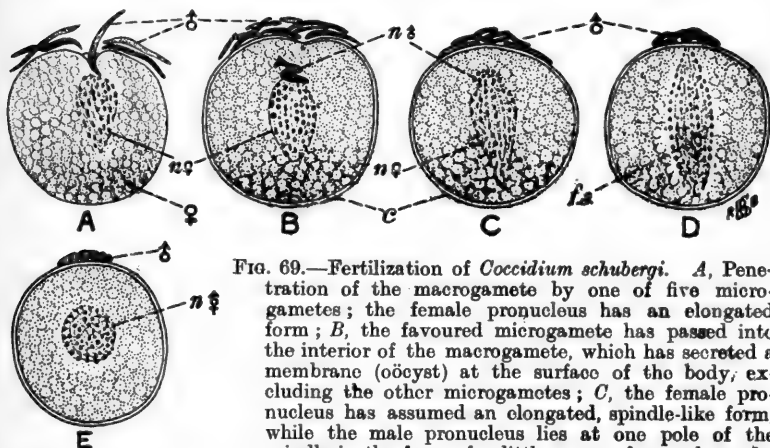 ♂
n♂
♂
n♀
n♀
♀
c
f.s.
A
B
C
D
♂
n⚥
E
FIG. 69.—Fertilization of Coccidium schubergi. A, Pene-
tration of the macrogamete by one of five micro-
gametes; the female pronucleus has an elongated
form; B, the favoured microgamete has passed into
the interior of the macrogamete, which has secreted a
membrane (oöcyst) at the surface of the body, ex-
cluding the other microgametes; C, the female pro-
nucleus has assumed an elongated, spindle-like form,
while the male pronucleus lies at one pole of the